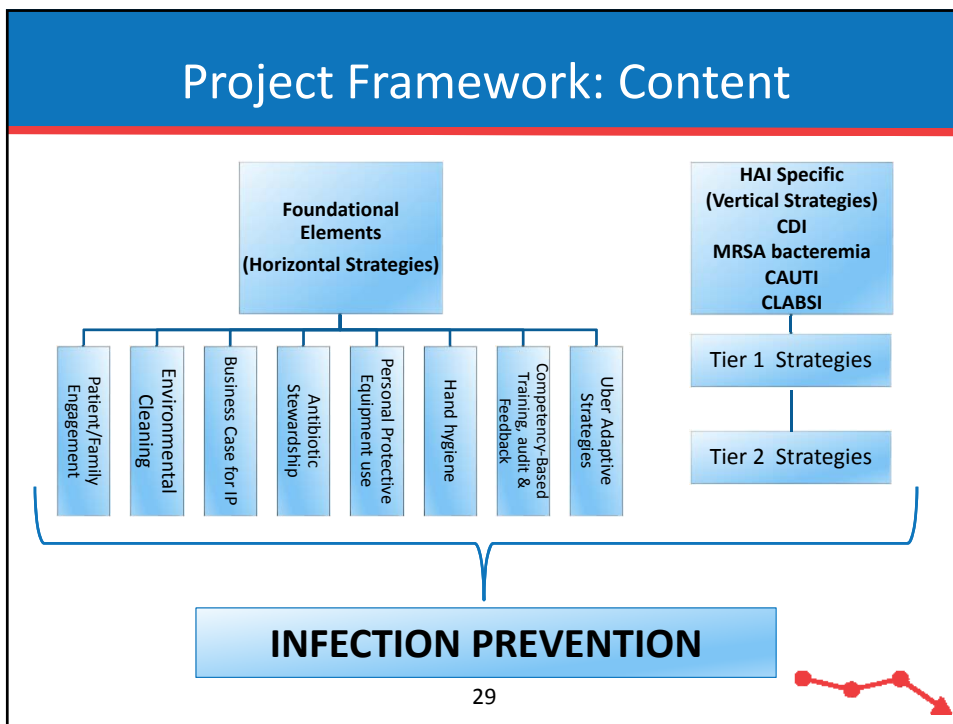 Project Framework: Content
Foundational
Elements
(Horizontal Strategies)
HAI Specific
(Vertical Strategies)
CDI
MRSA bacteremia
CAUTI
CLABSI
Patient/Family
Engagement
Environmental
Cleaning
Business Case for IP
Antibiotic
Stewardship
Personal Protective
Equipment use
Hand hygiene
Competency-Based
Training, audit &
Feedback
Uber Adaptive
Strategies
Tier 1 Strategies
Tier 2 Strategies
INFECTION PREVENTION
29